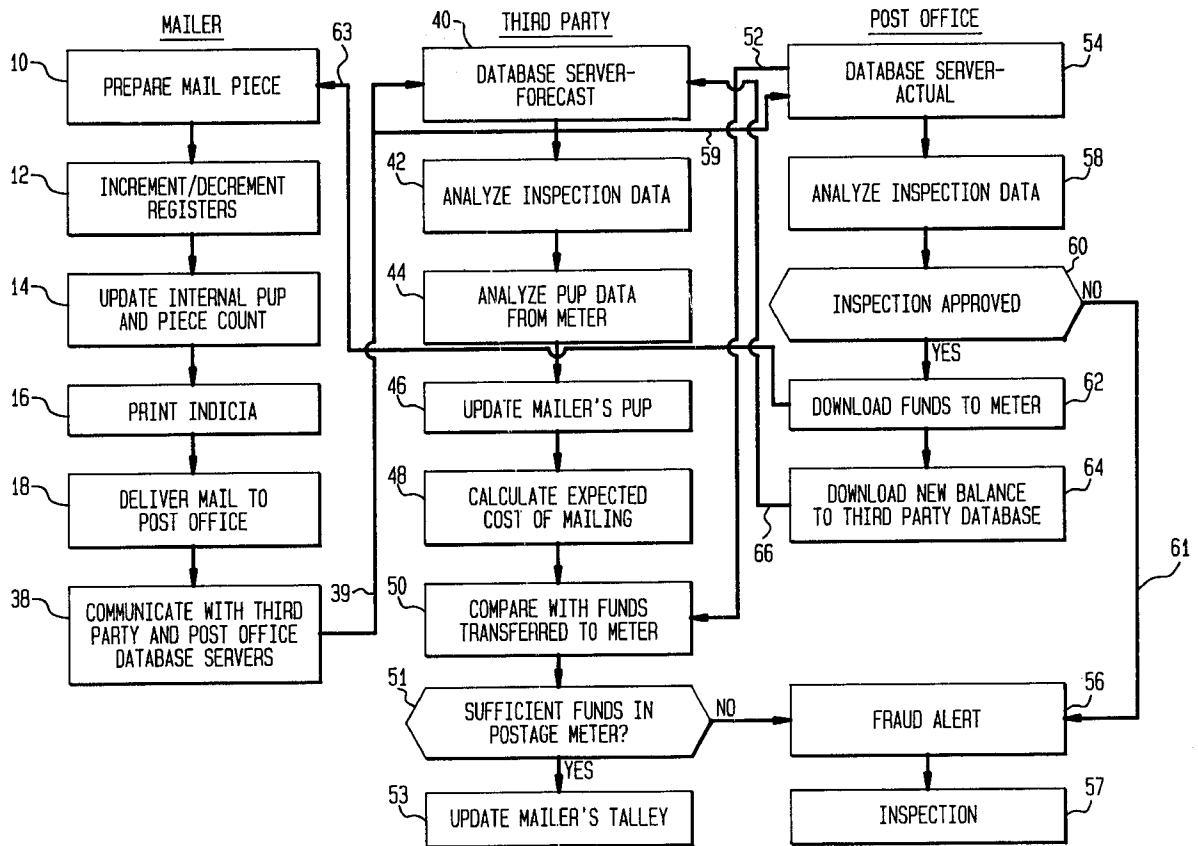 MAILER
10
PREPARE MAIL PIECE
63
12
INCREMENT/DECREMENT
REGISTERS
14
UPDATE INTERNAL PUP
AND PIECE COUNT
16
PRINT INDICIA
18
DELIVER MAIL TO
POST OFFICE
38
COMMUNICATE WITH THIRD
PARTY AND POST OFFICE
DATABASE SERVERS
39
THIRD PARTY
40
DATABASE SERVER-
FORECAST
42
ANALYZE INSPECTION DATA
44
ANALYZE PUP DATA
FROM METER
46
UPDATE MAILER'S PUP
48
CALCULATE EXPECTED
COST OF MAILING
50
COMPARE WITH FUNDS
TRANSFERRED TO METER
51
SUFFICIENT FUNDS IN
POSTAGE METER?
NO
YES
53
UPDATE MAILER'S TALLEY
POST OFFICE
52
54
DATABASE SERVER-
ACTUAL
59
58
ANALYZE INSPECTION DATA
60
INSPECTION APPROVED
NO
YES
62
DOWNLOAD FUNDS TO METER
64
DOWNLOAD NEW BALANCE
TO THIRD PARTY DATABASE
66
61
56
FRAUD ALERT
57
INSPECTION